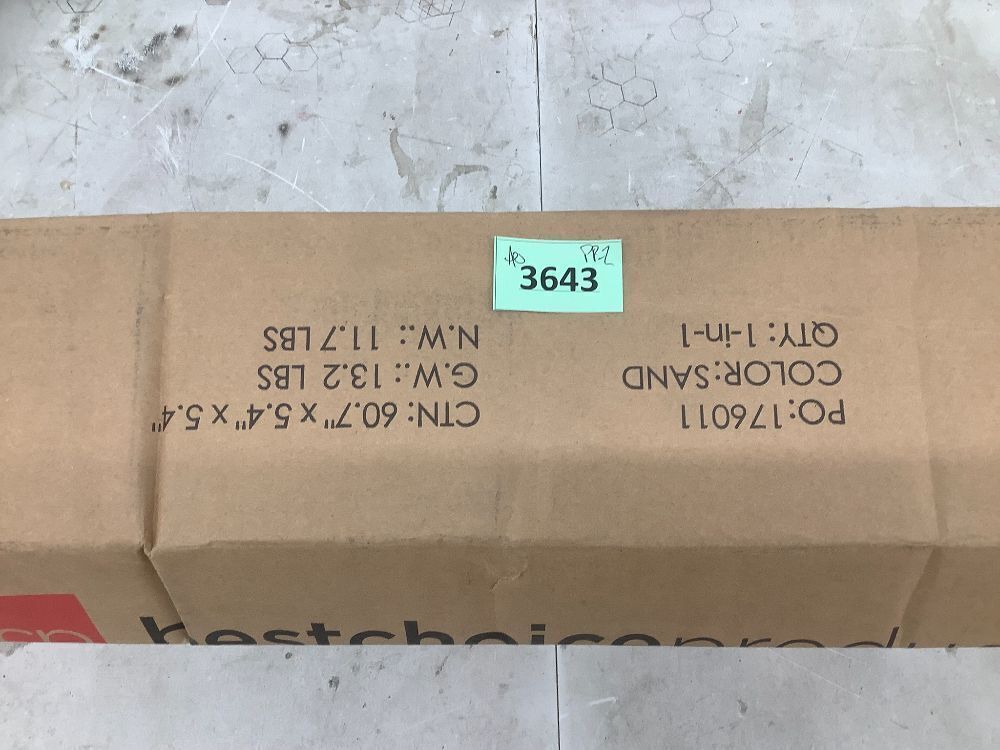 3643
PO:176011
COLOR:SAND
QTY: 1-in-1
CTN: 60.7" x 5.4" x 5.4"
G.W.: 13.2 LBS
N.W.: 11.7 LBS
bestchoiceprodu